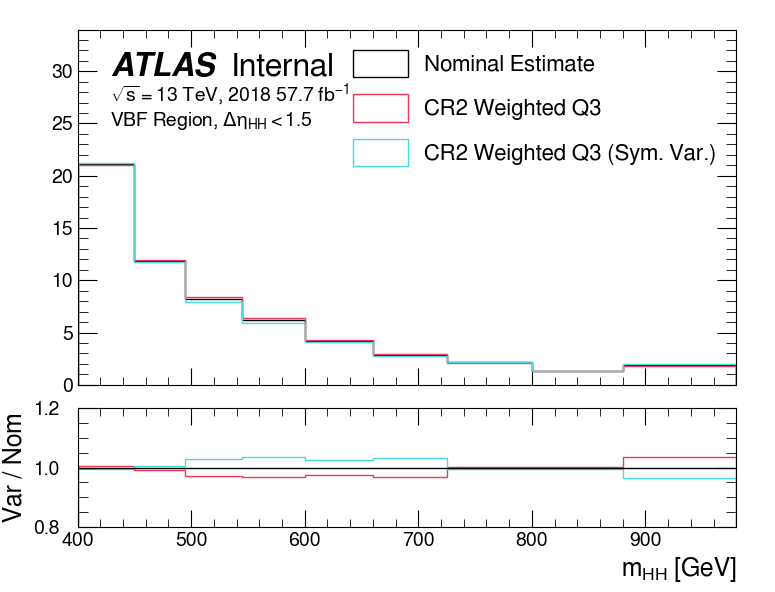 ATLAS Internal
√s = 13 TeV, 2018 57.7 fb⁻¹
VBF Region, Δη_HH < 1.5
Nominal Estimate
CR2 Weighted Q3
CR2 Weighted Q3 (Sym. Var.)
30
25
20
15
10
5
0
Var / Nom
1.2
1.0
0.8
400 500 600 700 800 900
m_HH [GeV]